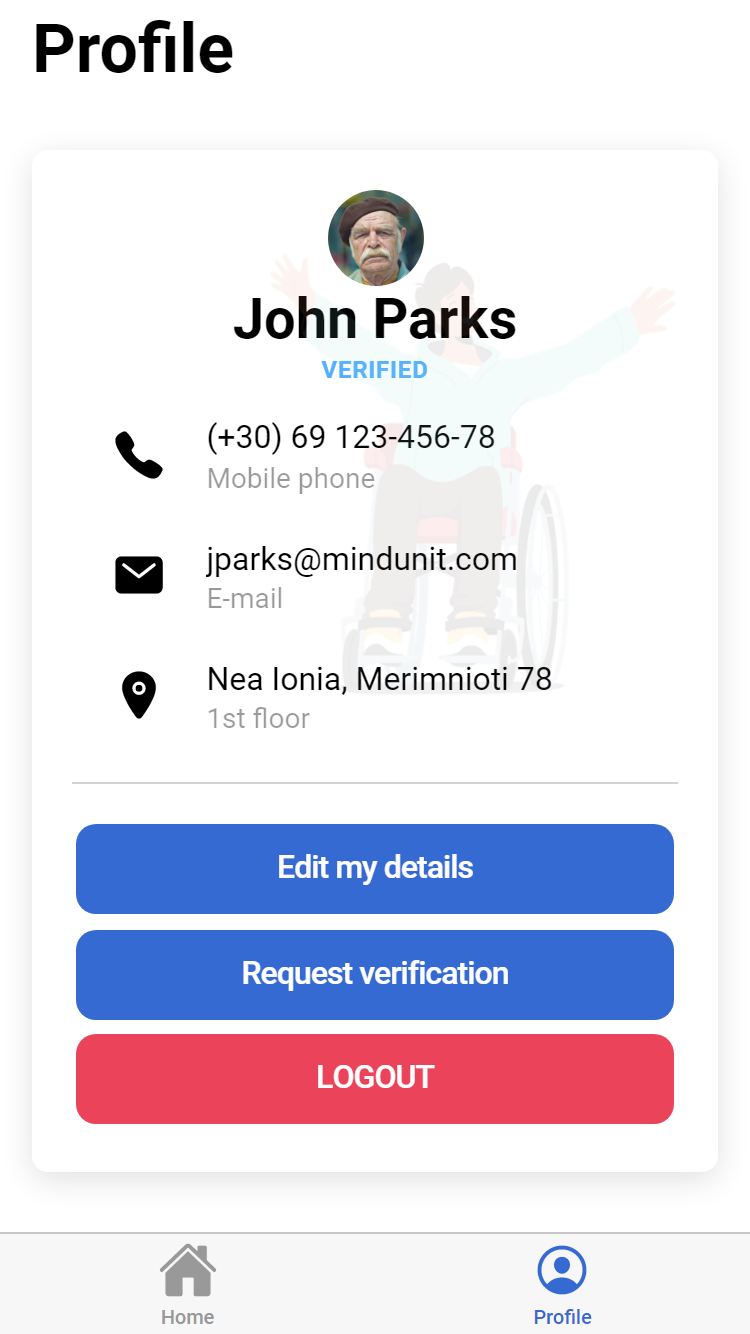 Profile
John Parks
VERIFIED
(+30) 69 123-456-78
Mobile phone
jparks@mindunit.com
E-mail
Nea Ionia, Merimnioti 78
1st floor
Edit my details
Request verification
LOGOUT
Home
Profile